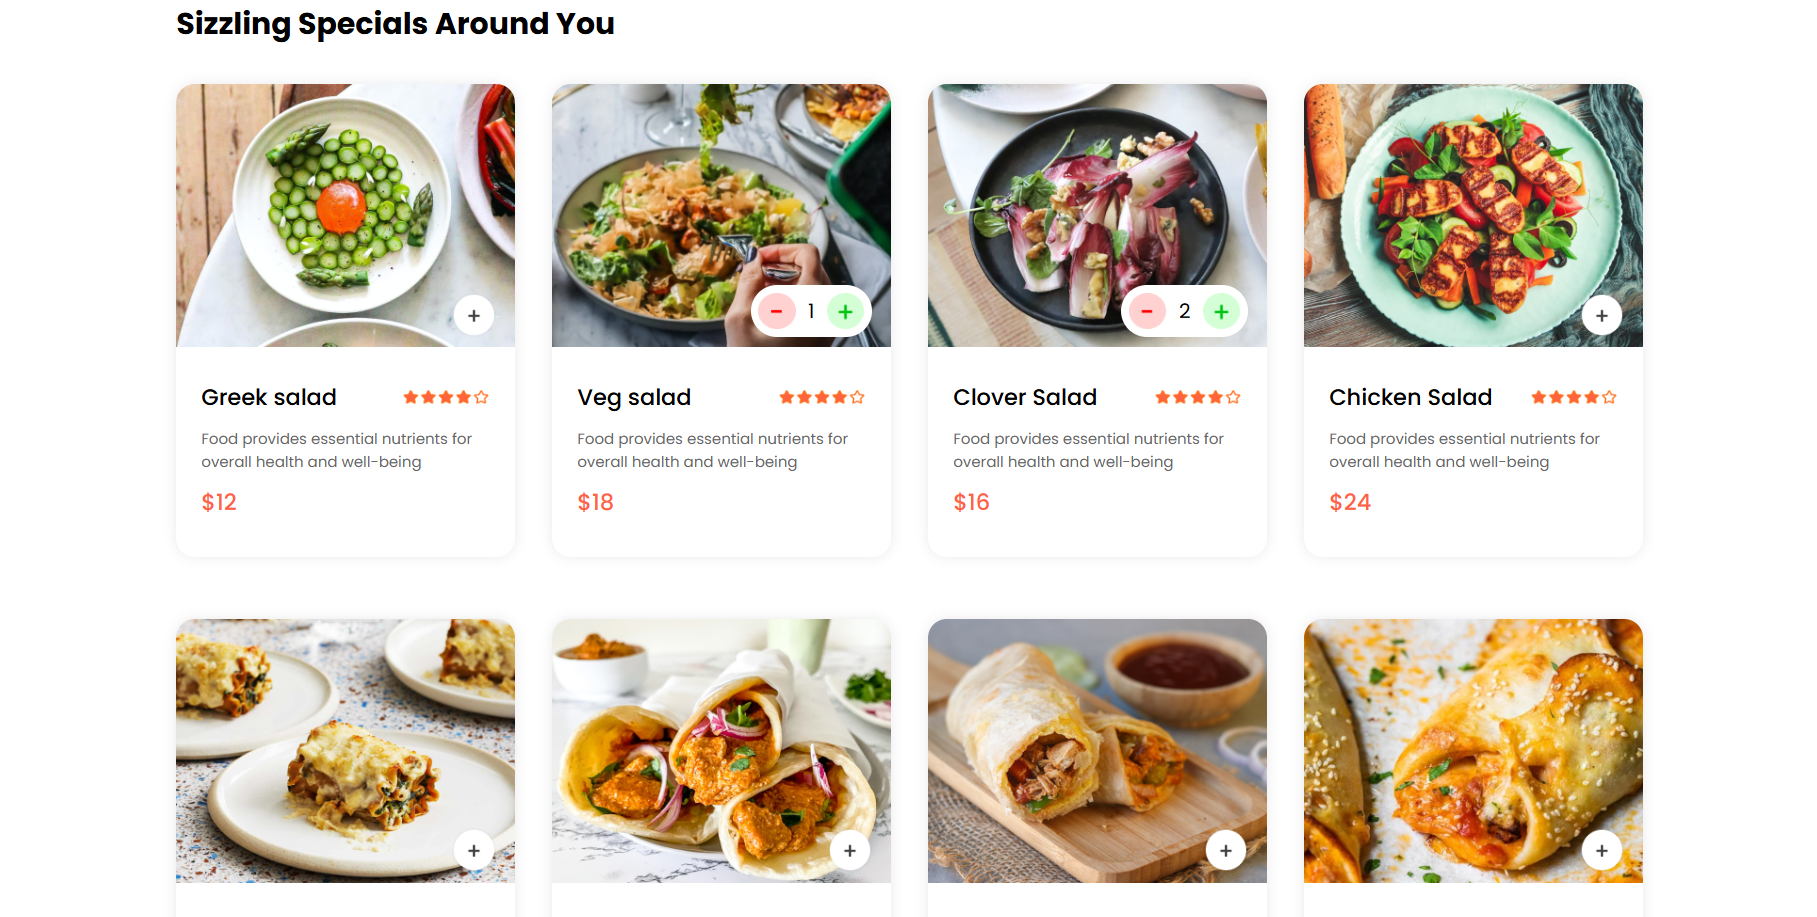 Sizzling Specials Around You
+
- 1 +
- 2 +
+
Greek salad
Food provides essential nutrients for
overall health and well-being
$12
Veg salad
Food provides essential nutrients for
overall health and well-being
$18
Clover Salad
Food provides essential nutrients for
overall health and well-being
$16
Chicken Salad
Food provides essential nutrients for
overall health and well-being
$24
+
+
+
+